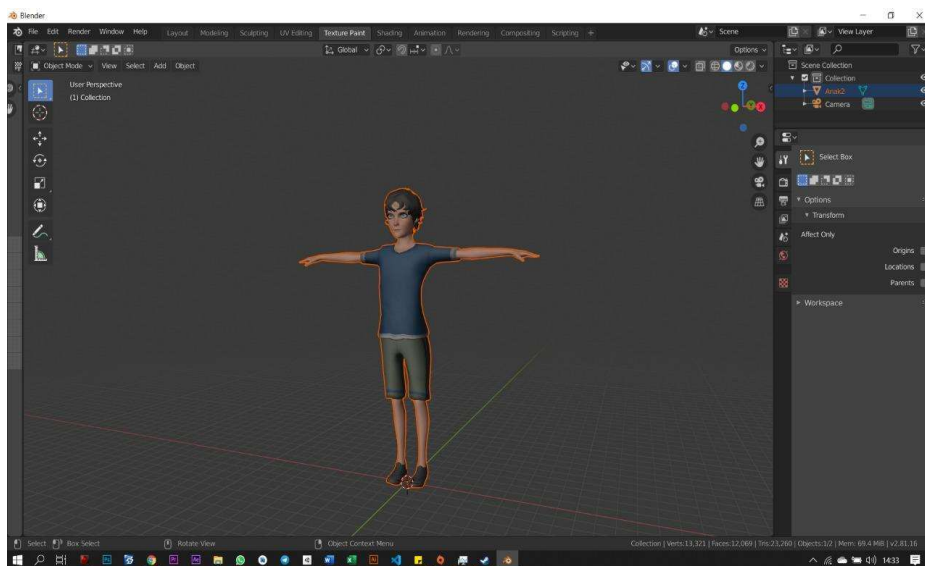 Blender
File Edit Render Window Help Layout Modeling Sculpting UV Editing Texture Paint Shading Animation Rendering Compositing Scripting + Scene View Layer
Global Options
Object Mode View Select Add Object
User Perspective
(1) Collection
Scene Collection
Collection
Anak2
Camera
Select Box
Options
Transform
Affect Only
Origins
Locations
Parents
Workspace
Select Box Select Rotate View Object Context Menu Collection | Verts:13,321 | Faces:12,069 | Tris:23,260 | Objects:1/2 | Mem: 69.4 MiB | v2.81.16
14:33